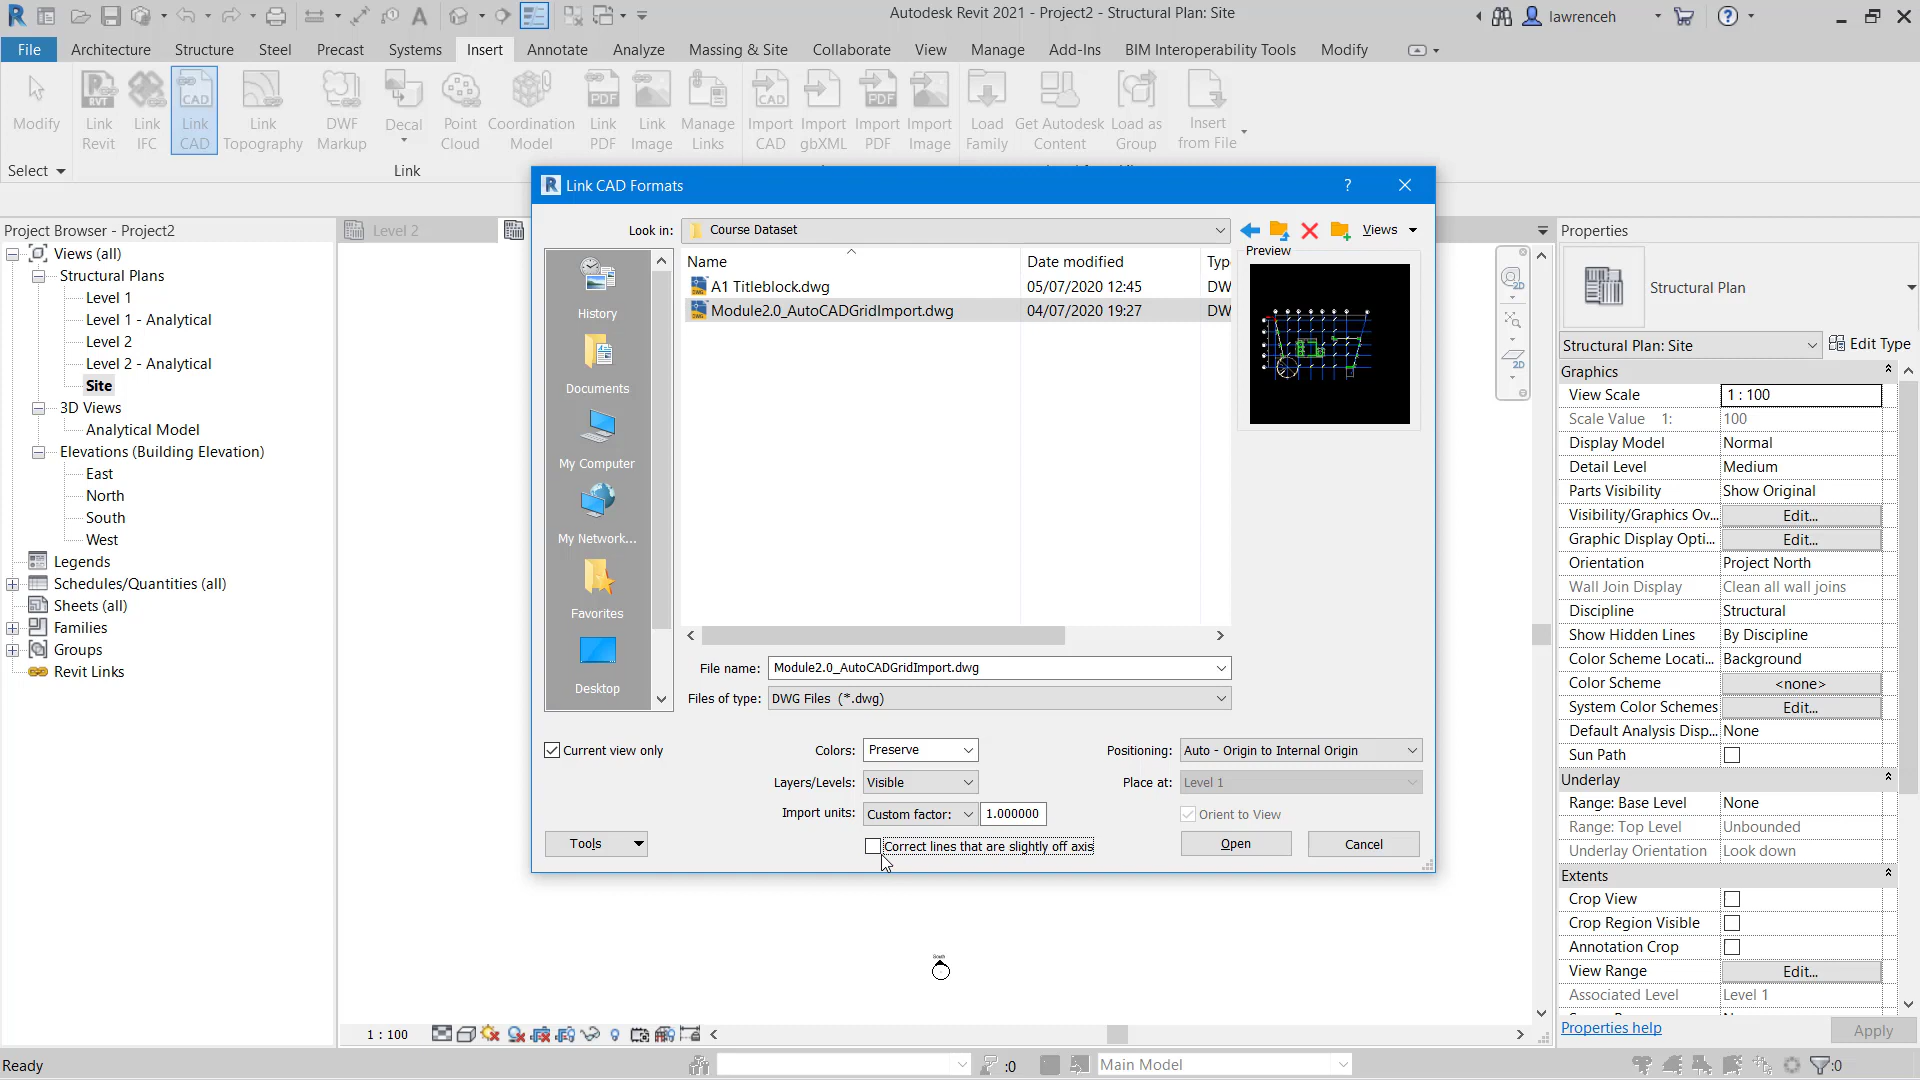 Autodesk Revit 2021 - Project2 - Structural Plan: Site
lawrenceh
File Architecture Structure Steel Precast Systems Insert Annotate Analyze Massing & Site Collaborate View Manage Add-Ins BIM Interoperability Tools Modify
Modify
Link Revit
Link IFC
Link CAD
Link Topography
DWF Markup
Decal
Point Cloud
Coordination Model
Link PDF
Link Image
Manage Links
Import CAD
Import gbXML
Import PDF
Import Image
Load Family
Get Autodesk Content
Load as Group
Insert from File
Select
Link
Project Browser - Project2
Views (all)
Structural Plans
Level 1
Level 1 - Analytical
Level 2
Level 2 - Analytical
Site
3D Views
Analytical Model
Elevations (Building Elevation)
East
North
South
West
Legends
Schedules/Quantities (all)
Sheets (all)
Families
Groups
Revit Links
Level 2
Link CAD Formats
Look in: Course Dataset
Views
History
Documents
My Computer
My Network...
Favorites
Desktop
Name Date modified Typ
A1 Titleblock.dwg 05/07/2020 12:45 DW
Module2.0_AutoCADGridImport.dwg 04/07/2020 19:27 DW
Preview
File name: Module2.0_AutoCADGridImport.dwg
Files of type: DWG Files (*.dwg)
Current view only
Colors: Preserve
Positioning: Auto - Origin to Internal Origin
Layers/Levels: Visible
Place at: Level 1
Import units: Custom factor: 1.000000
Orient to View
Tools
Correct lines that are slightly off axis
Open
Cancel
Properties
Structural Plan
Structural Plan: Site
Edit Type
Graphics
View Scale 1 : 100
Scale Value 1: 100
Display Model Normal
Detail Level Medium
Parts Visibility Show Original
Visibility/Graphics Ov... Edit...
Graphic Display Opti... Edit...
Orientation Project North
Wall Join Display Clean all wall joins
Discipline Structural
Show Hidden Lines By Discipline
Color Scheme Locati... Background
Color Scheme <none>
System Color Schemes Edit...
Default Analysis Disp... None
Sun Path
Underlay
Range: Base Level None
Range: Top Level Unbounded
Underlay Orientation Look down
Extents
Crop View
Crop Region Visible
Annotation Crop
View Range Edit...
Associated Level Level 1
Properties help
Apply
1 : 100
Ready
:0
Main Model
:0